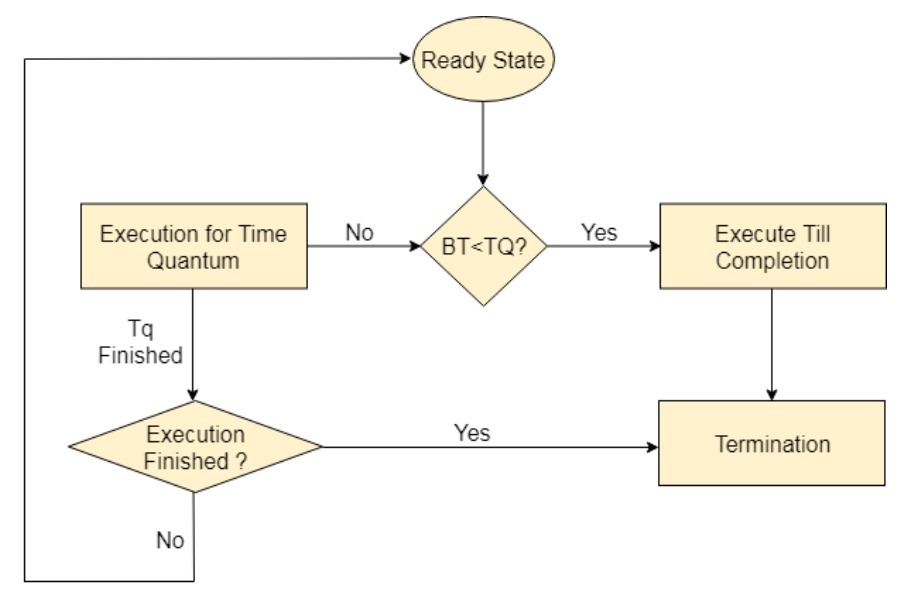 Ready State
Execution for Time
Quantum
No
BT<TQ?
Yes
Execute Till
Completion
Tq
Finished
Execution
Finished ?
Yes
Termination
No